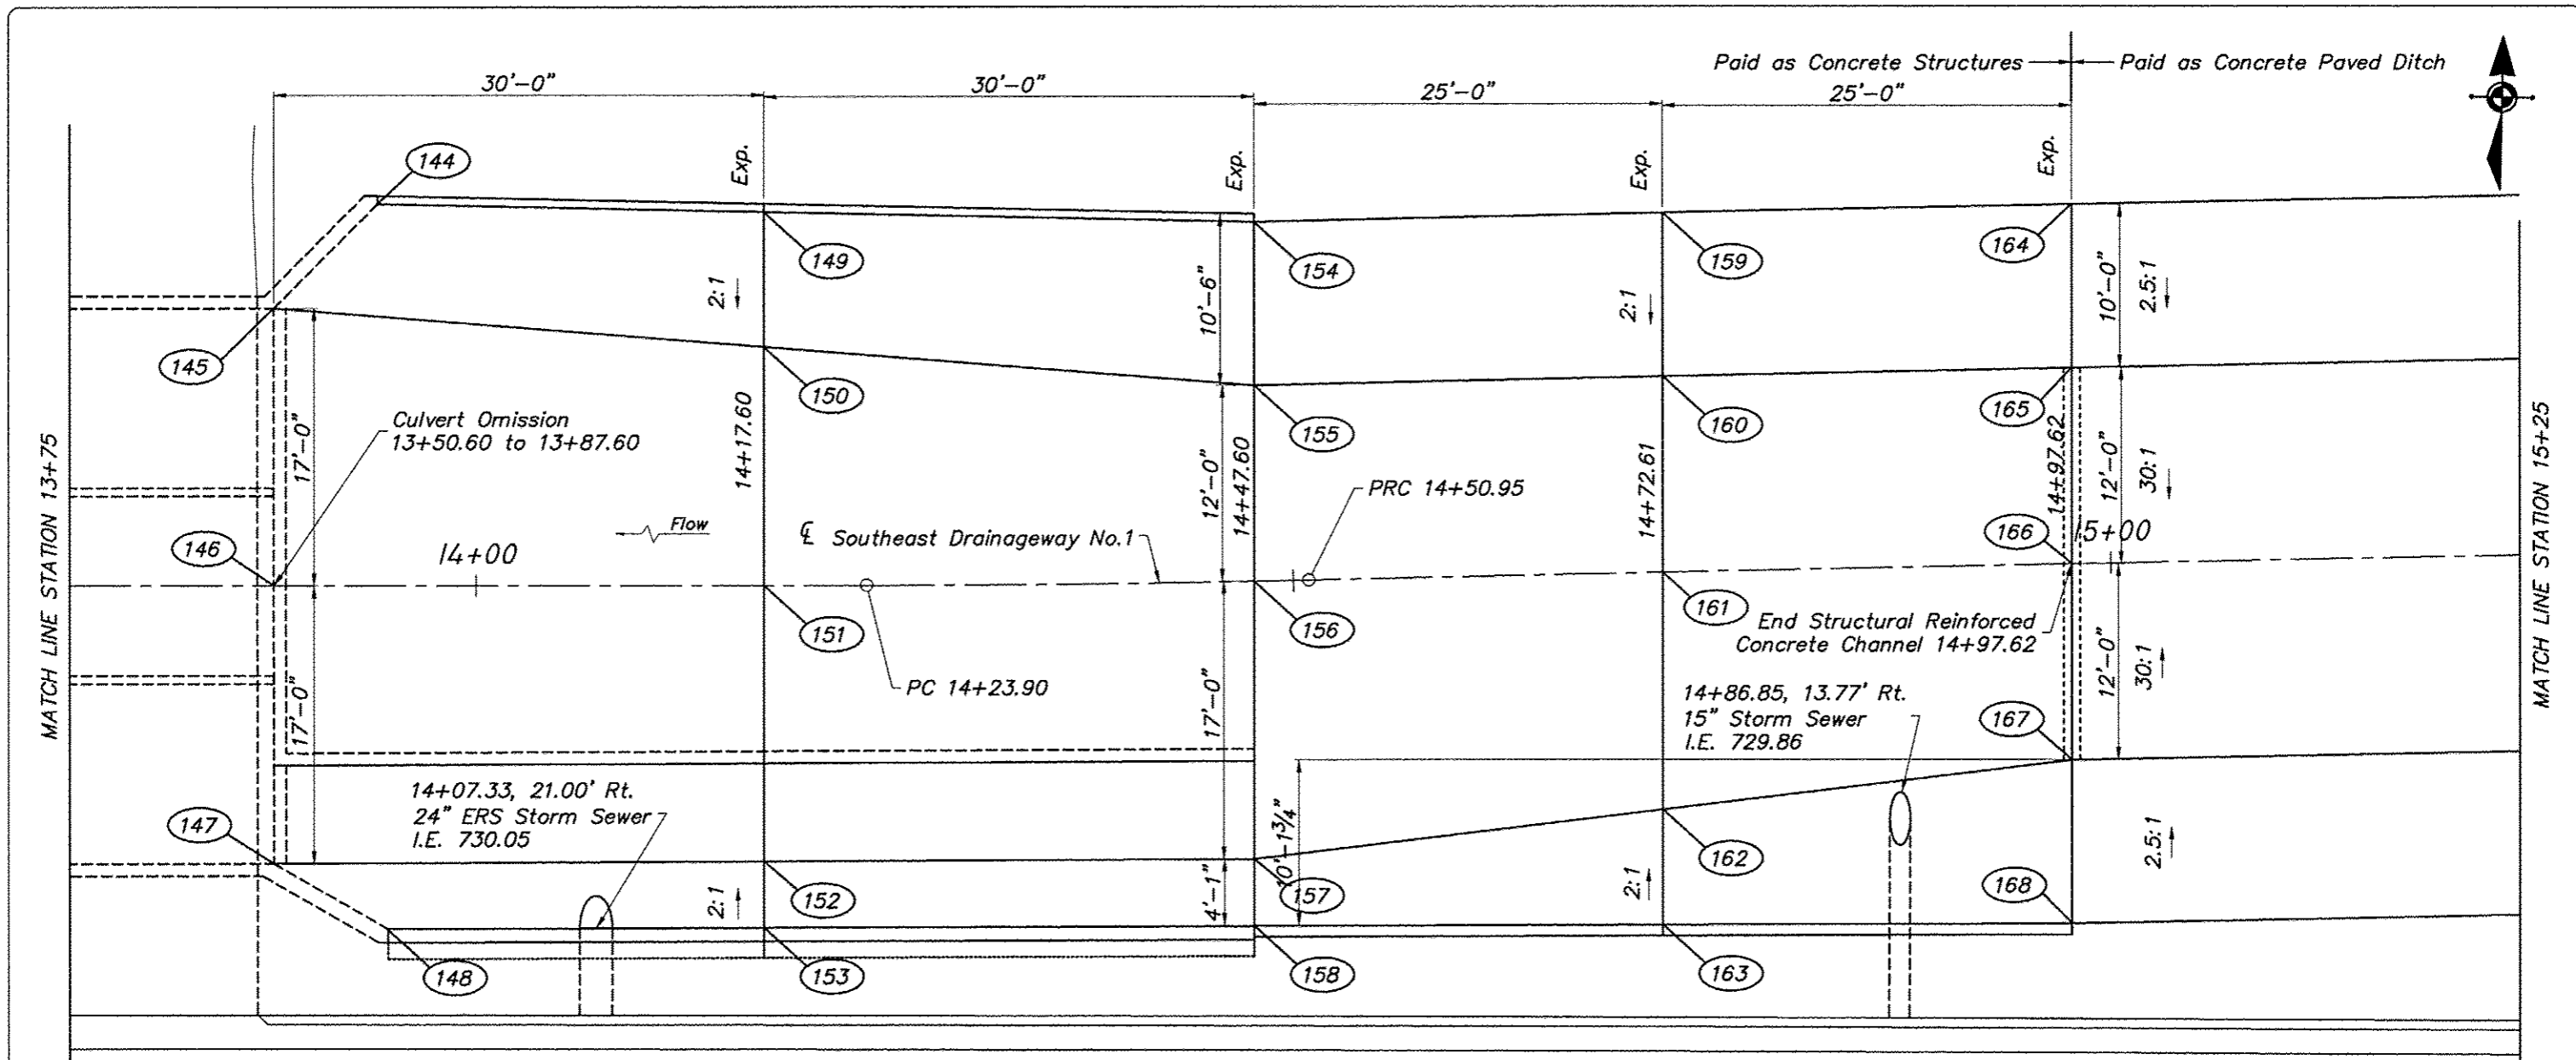 Paid as Concrete Structures
Paid as Concrete Paved Ditch
30'-0"
30'-0"
25'-0"
25'-0"
Exp.
Exp.
Exp.
Exp.
144
149
154
159
164
2:1
10'-6"
2:1
10'-0"
2.5:1
145
150
155
160
165
MATCH LINE STATION 13+75
17'-0"
Culvert Omission
13+50.60 to 13+87.60
14+17.60
12'-0"
14+47.60
PRC 14+50.95
14+72.61
14+97.62
12'-0"
30:1
MATCH LINE STATION 15+25
146
14+00
Flow
℄ Southeast Drainageway No.1
166
15+00
151
156
161
End Structural Reinforced
Concrete Channel 14+97.62
PC 14+23.90
17'-0"
17'-0"
12'-0"
30:1
14+86.85, 13.77' Rt.
15" Storm Sewer
I.E. 729.86
167
14+07.33, 21.00' Rt.
24" ERS Storm Sewer
I.E. 730.05
147
10'-1¾"
2:1
152
4'-1"
157
2:1
162
168
2.5:1
148
153
158
163